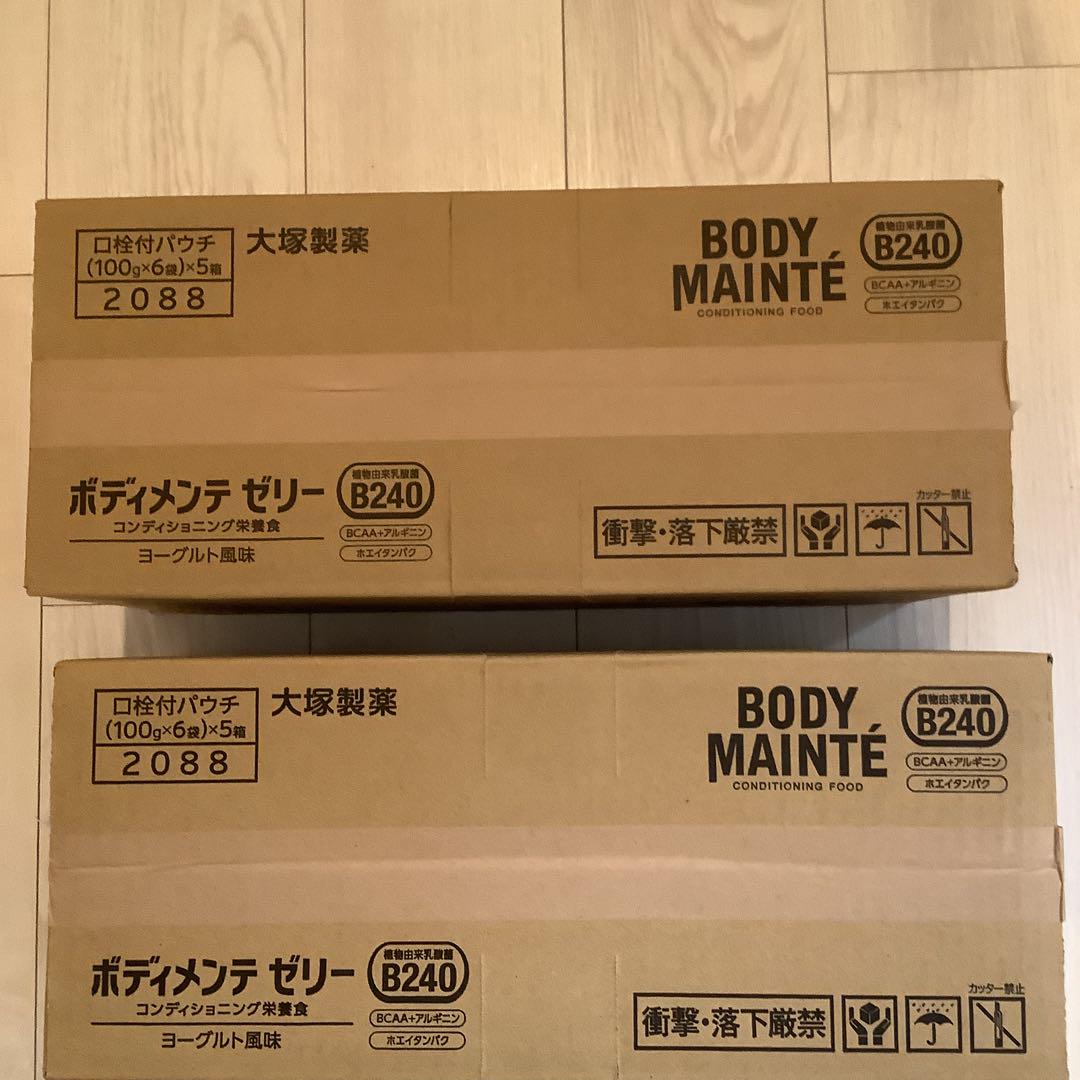 口栓付パウチ
(100g×6袋)×5箱
2088
大塚製薬
BODY
MAINTÉ
CONDITIONING FOOD
植物由来乳酸菌
B240
BCAA+アルギニン
ホエイタンパク
ボディメンテ ゼリー
コンディショニング栄養食
ヨーグルト風味
植物由来乳酸菌
B240
BCAA+アルギニン
ホエイタンパク
衝撃・落下厳禁
カッター禁止
口栓付パウチ
(100g×6袋)×5箱
2088
大塚製薬
BODY
MAINTÉ
CONDITIONING FOOD
植物由来乳酸菌
B240
BCAA+アルギニン
ホエイタンパク
ボディメンテ ゼリー
コンディショニング栄養食
ヨーグルト風味
植物由来乳酸菌
B240
BCAA+アルギニン
ホエイタンパク
衝撃・落下厳禁
カッター禁止